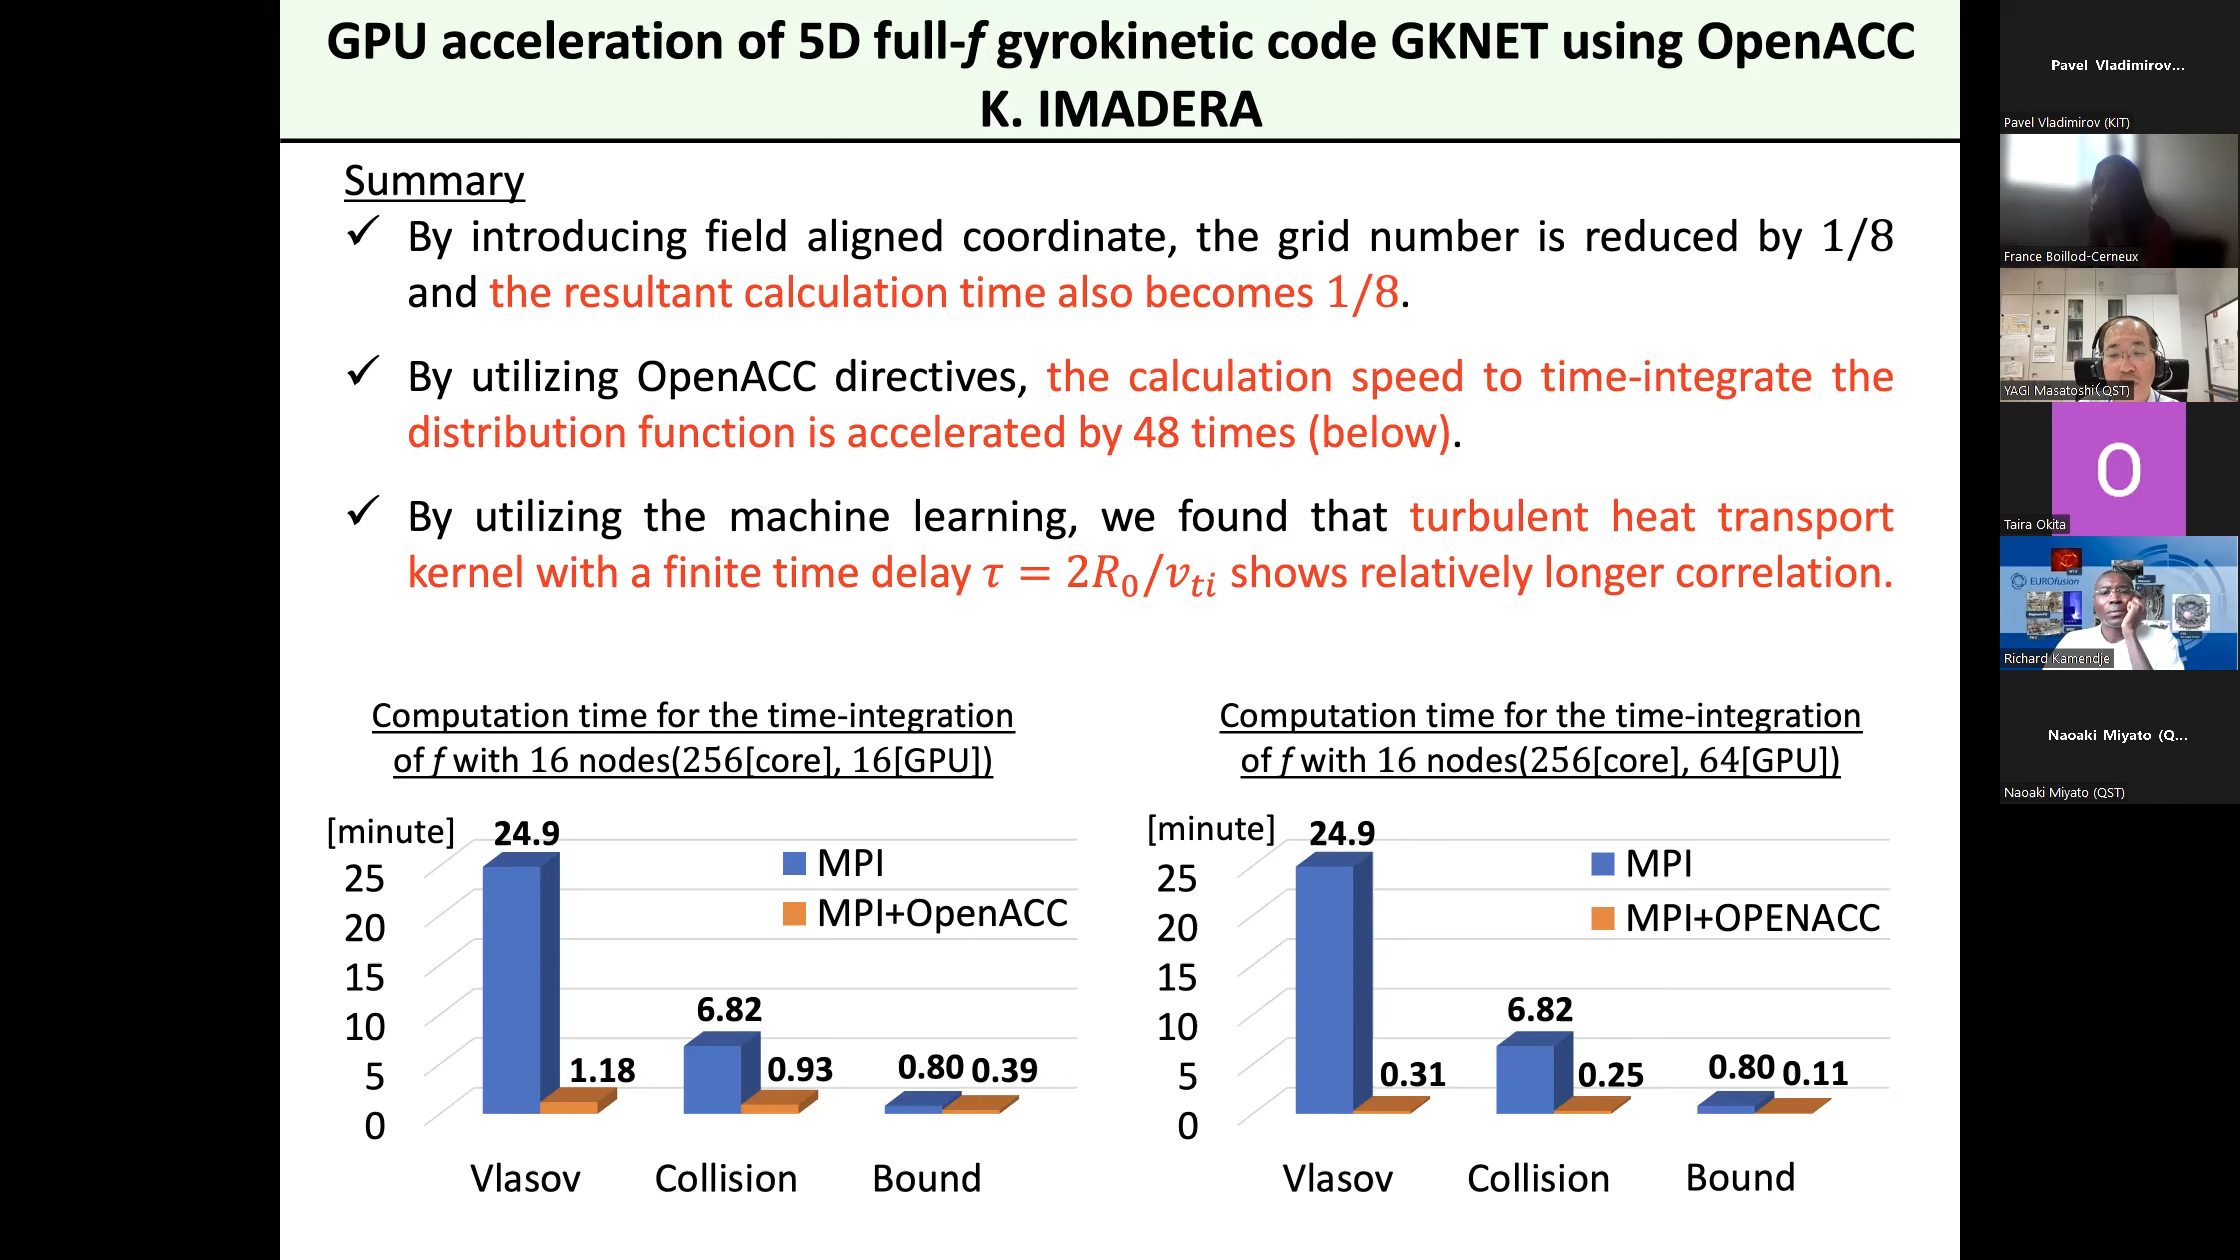 GPU acceleration of 5D full-f gyrokinetic code GKNET using OpenACC
K. IMADERA
Summary
✓ By introducing field aligned coordinate, the grid number is reduced by 1/8
and the resultant calculation time also becomes 1/8.
✓ By utilizing OpenACC directives, the calculation speed to time-integrate the
distribution function is accelerated by 48 times (below).
✓ By utilizing the machine learning, we found that turbulent heat transport
kernel with a finite time delay τ = 2R₀/vₜᵢ shows relatively longer correlation.
Computation time for the time-integration
of f with 16 nodes(256[core], 16[GPU])
[minute]
24.9
MPI
MPI+OpenACC
25
20
15
10
5
0
6.82
1.18
0.93
0.80
0.39
Vlasov
Collision
Bound
Computation time for the time-integration
of f with 16 nodes(256[core], 64[GPU])
[minute]
24.9
MPI
MPI+OPENACC
25
20
15
10
5
0
6.82
0.31
0.25
0.80
0.11
Vlasov
Collision
Bound
Pavel Vladimirov...
Pavel Vladimirov (KIT)
France Boillod-Cerneux
YAGI Masatoshi(QST)
O
Taira Okita
EUROfusion
Richard Kamendje
Naoaki Miyato (Q...
Naoaki Miyato (QST)